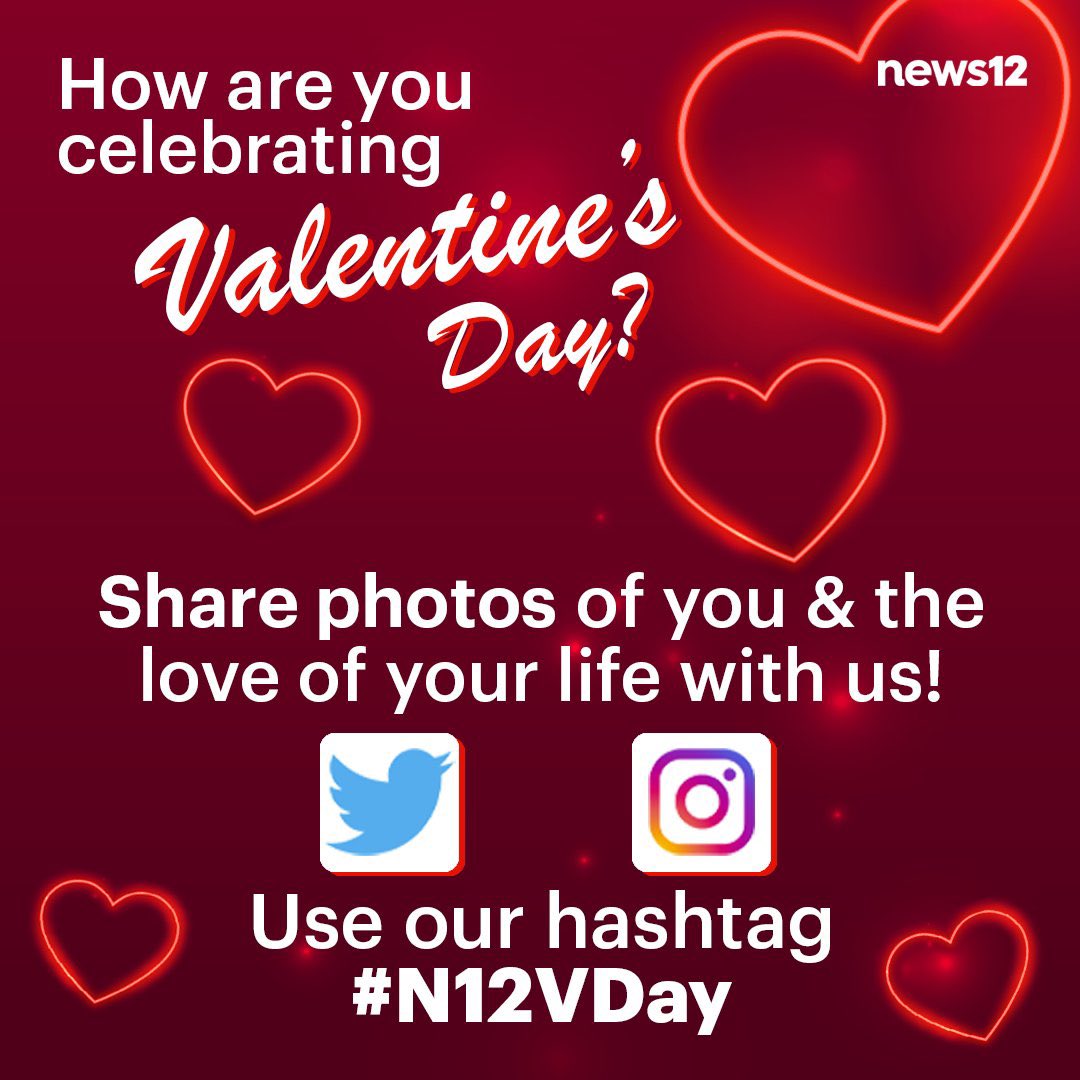 How are you
news12
celebrating
Valentine's
Day?
Share photos of you & the
love of your life with us!
Use our hashtag
#N12VDay